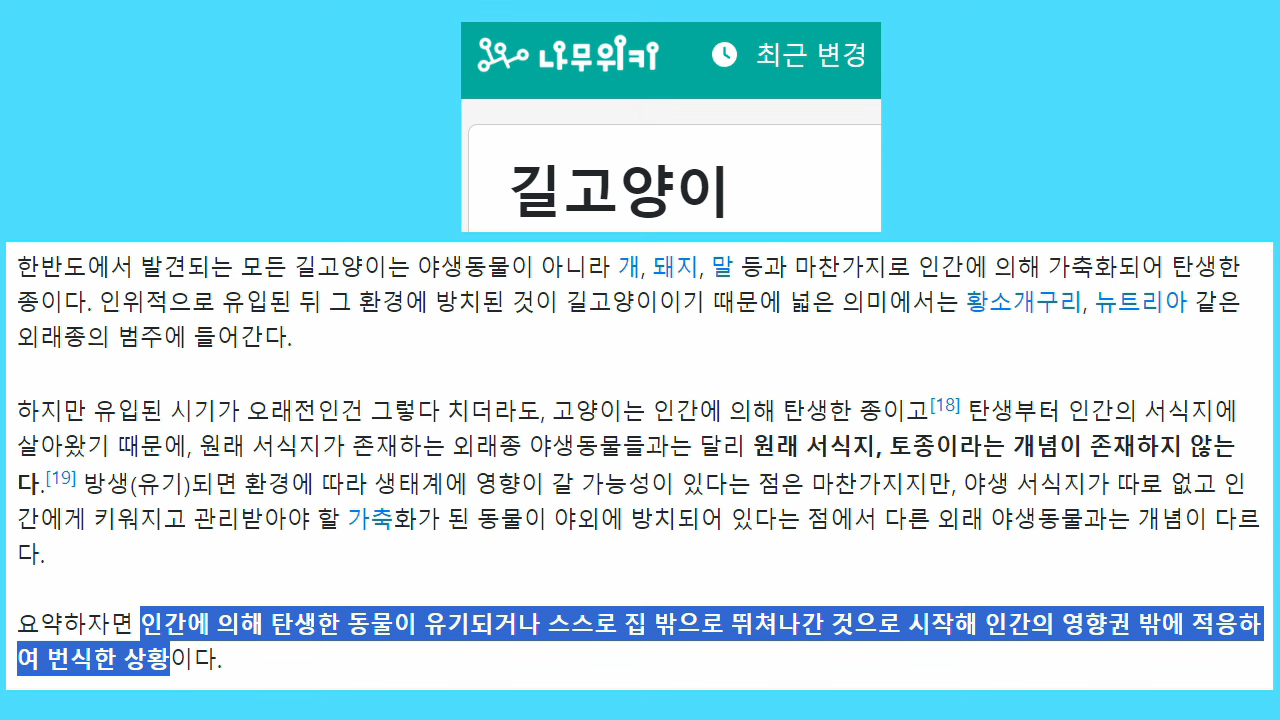 나무위키 최근 변경
길고양이
한반도에서 발견되는 모든 길고양이는 야생동물이 아니라 개, 돼지, 말 등과 마찬가지로 인간에 의해 가축화되어 탄생한
종이다. 인위적으로 유입된 뒤 그 환경에 방치된 것이 길고양이이기 때문에 넓은 의미에서는 황소개구리, 뉴트리아 같은
외래종의 범주에 들어간다.
하지만 유입된 시기가 오래전인건 그렇다 치더라도, 고양이는 인간에 의해 탄생한 종이고[18] 탄생부터 인간의 서식지에
살아왔기 때문에, 원래 서식지가 존재하는 외래종 야생동물들과는 달리 원래 서식지, 토종이라는 개념이 존재하지 않는
다.[19] 방생(유기)되면 환경에 따라 생태계에 영향이 갈 가능성이 있다는 점은 마찬가지지만, 야생 서식지가 따로 없고 인
간에게 키워지고 관리받아야 할 가축화가 된 동물이 야외에 방치되어 있다는 점에서 다른 외래 야생동물과는 개념이 다르
다.
요약하자면 인간에 의해 탄생한 동물이 유기되거나 스스로 집 밖으로 뛰쳐나간 것으로 시작해 인간의 영향권 밖에 적응하
여 번식한 상황이다.